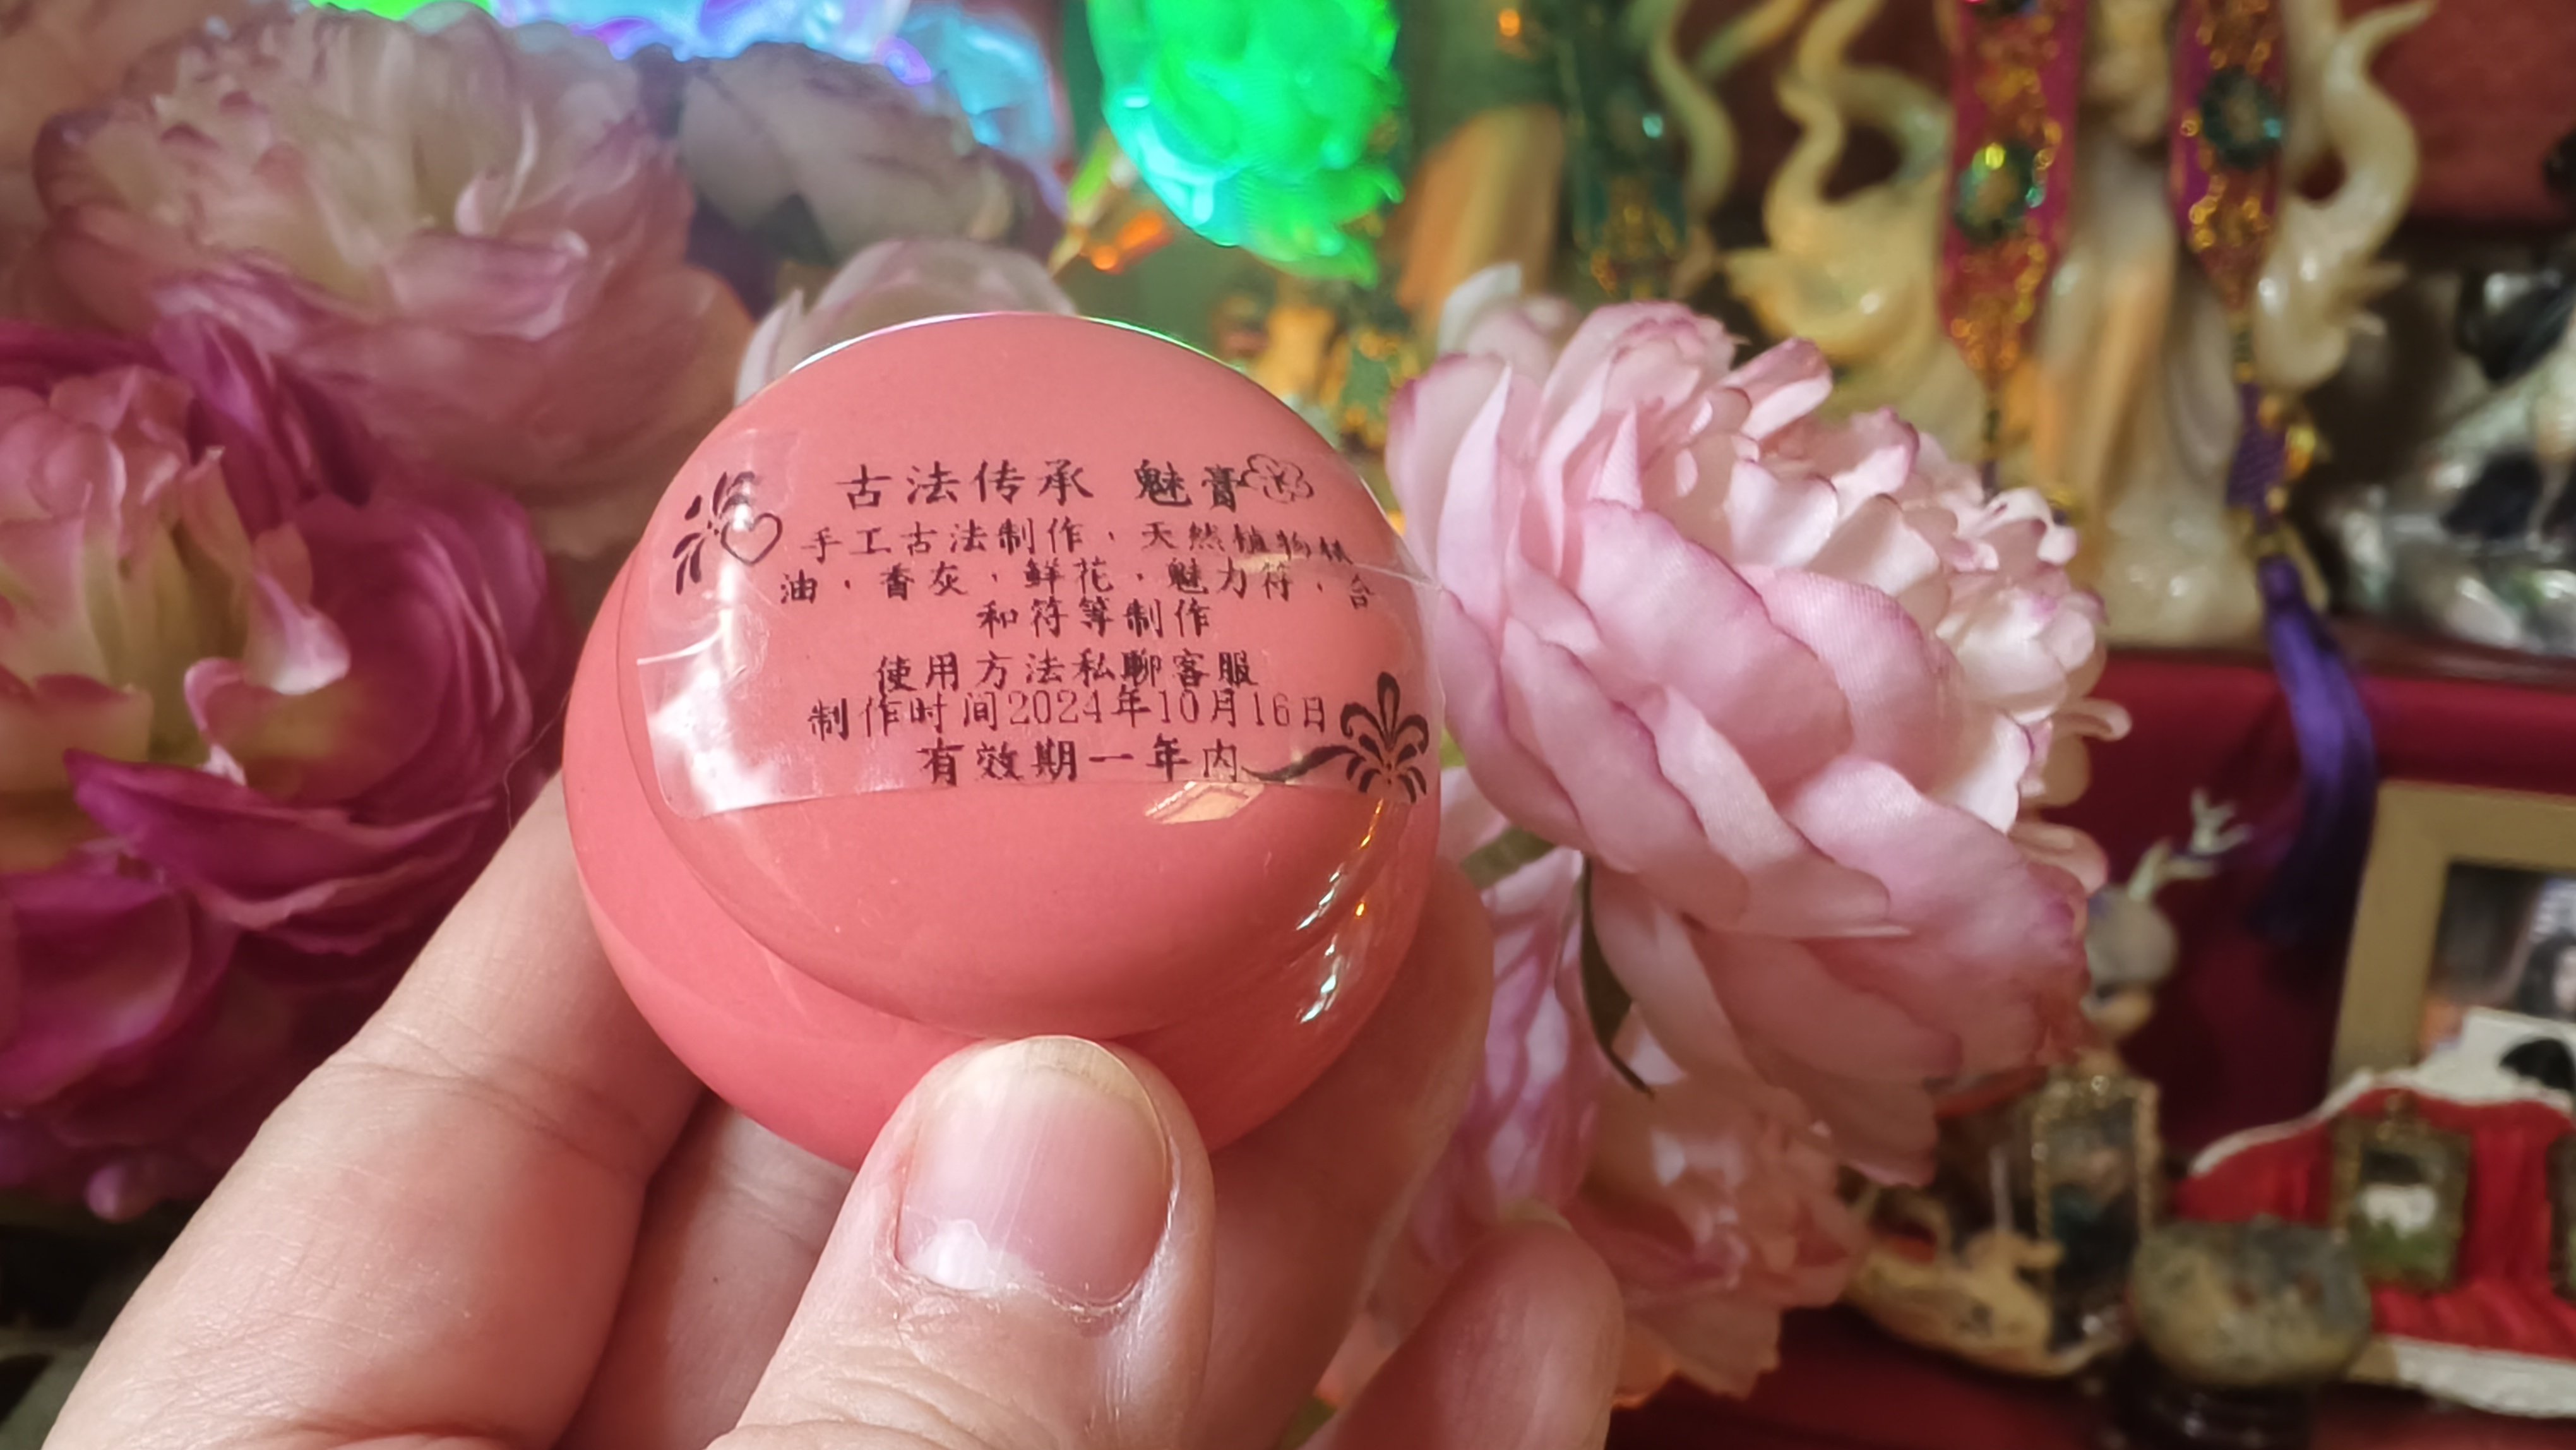 古法传承 魅膏
手工古法制作，天然植物精
油，香灰，鲜花，魅力符，合
和符等制作
使用方法私聊客服
制作时间2024年10月16日
有效期一年内